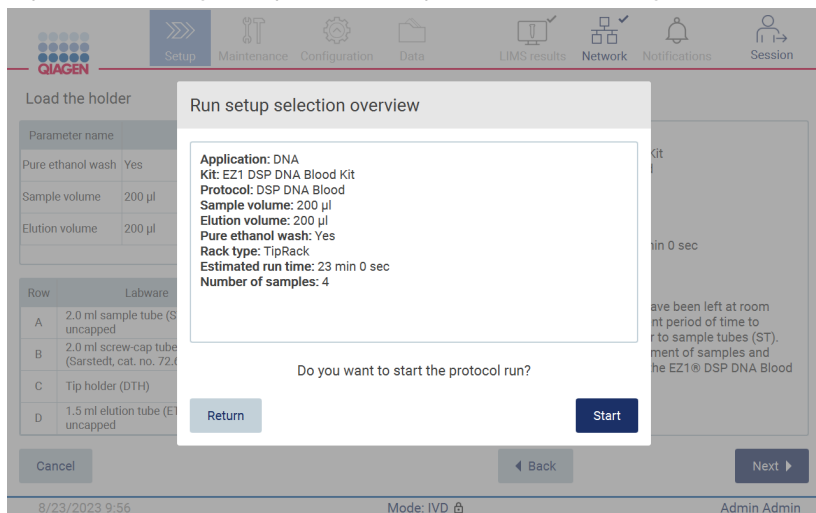 QIAGEN
Setup
Maintenance
Configuration
Data
LIMS results
Network
Notifications
Session
Load the holder
Run setup selection overview
Parameter name
Pure ethanol wash Yes
Sample volume 200 µl
Elution volume 200 µl
Application: DNA
Kit: EZ1 DSP DNA Blood Kit
Protocol: DSP DNA Blood
Sample volume: 200 µl
Elution volume: 200 µl
Pure ethanol wash: Yes
Rack type: TipRack
Estimated run time: 23 min 0 sec
Number of samples: 4
Kit
in 0 sec
Row Labware
A 2.0 ml sample tube (S
uncapped
B 2.0 ml screw-cap tube
(Sarstedt, cat. no. 72.6
C Tip holder (DTH)
D 1.5 ml elution tube (ET
uncapped
ave been left at room
nt period of time to
r to sample tubes (ST).
ment of samples and
he EZ1® DSP DNA Blood
Do you want to start the protocol run?
Return
Start
Cancel
Back
Next
8/23/2023 9:56
Mode: IVD
Admin Admin